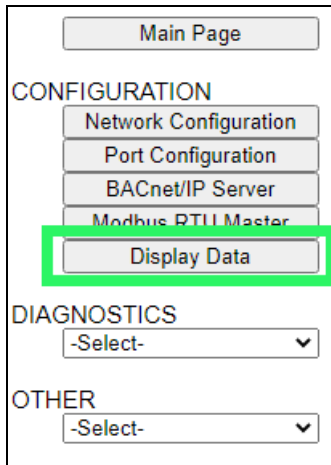 Main Page
CONFIGURATION
Network Configuration
Port Configuration
BACnet/IP Server
Modbus RTU Master
Display Data
DIAGNOSTICS
-Select-
OTHER
-Select-